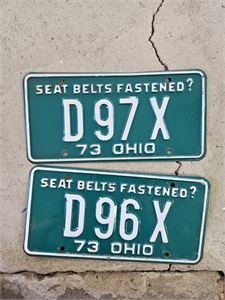 SEAT BELTS FASTENED?
D97X
73 OHIO
SEAT BELTS FASTENED?
D96X
73 OHIO